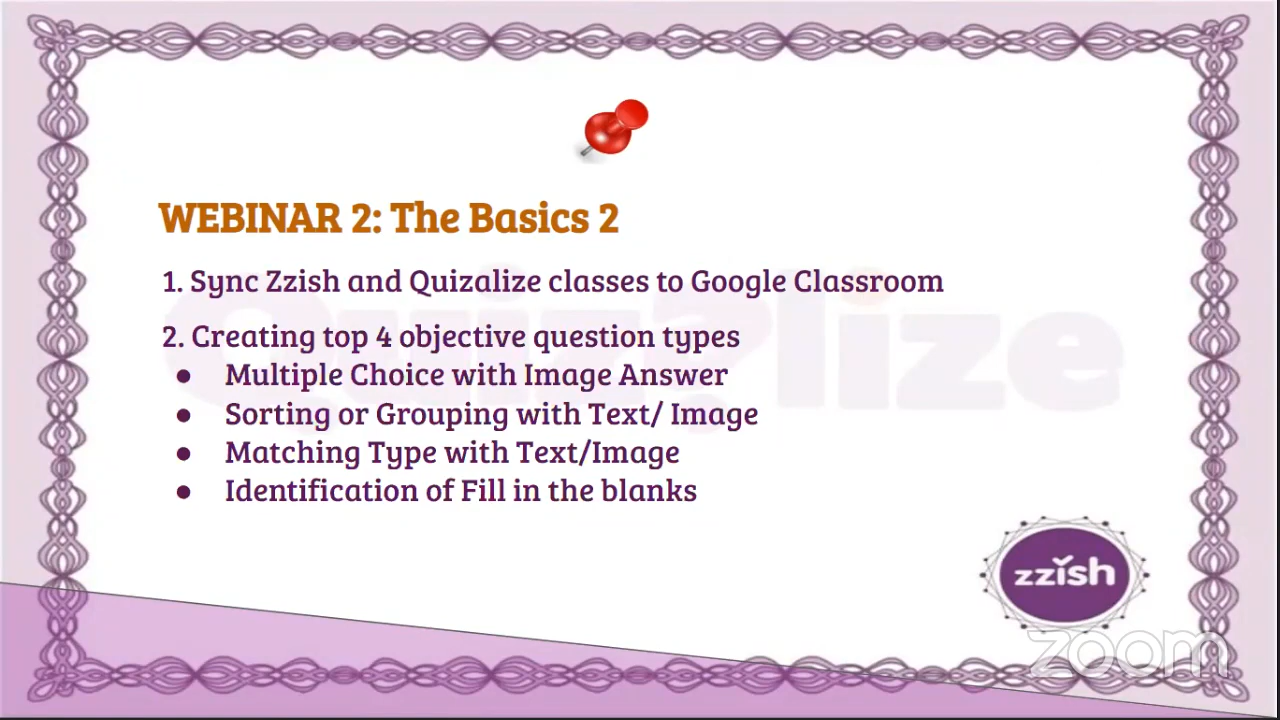 WEBINAR 2: The Basics 2
1. Sync Zzish and Quizalize classes to Google Classroom
2. Creating top 4 objective question types
● Multiple Choice with Image Answer
● Sorting or Grouping with Text/ Image
● Matching Type with Text/Image
● Identification of Fill in the blanks
Quiz?lize
zzish
zoom